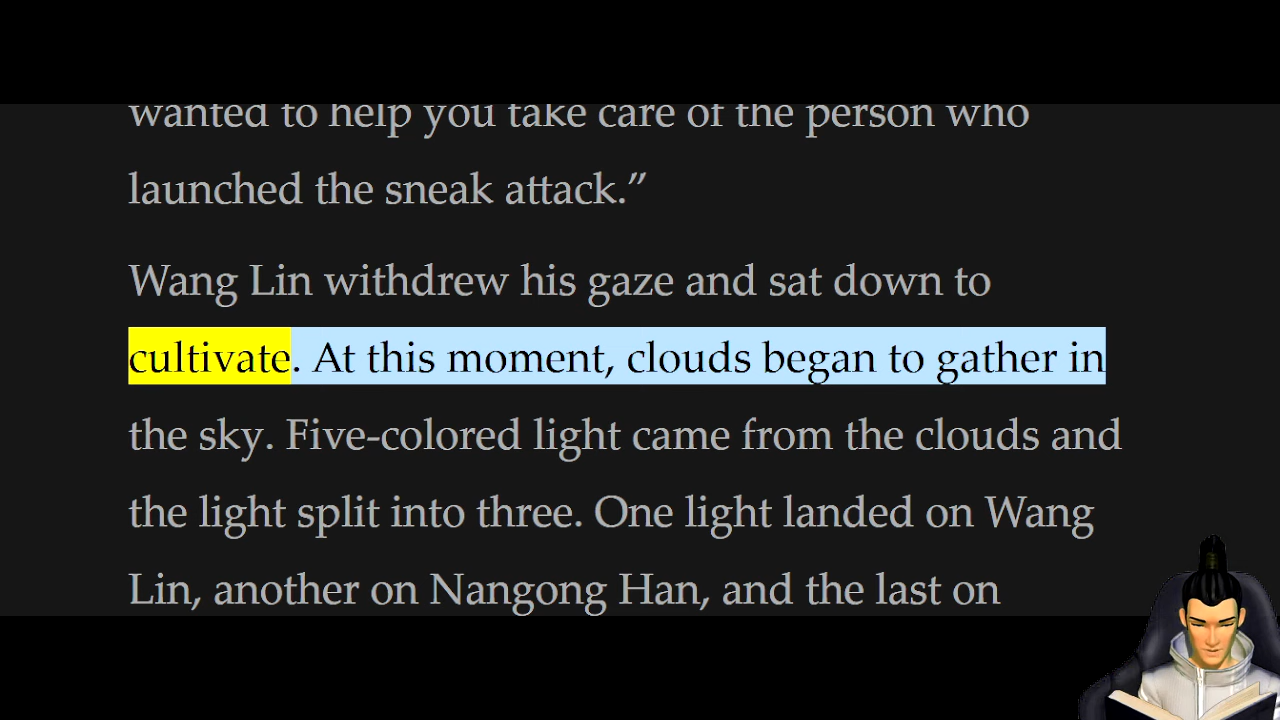 wanted to help you take care of the person who
launched the sneak attack.”
Wang Lin withdrew his gaze and sat down to
cultivate. At this moment, clouds began to gather in
the sky. Five-colored light came from the clouds and
the light split into three. One light landed on Wang
Lin, another on Nangong Han, and the last on